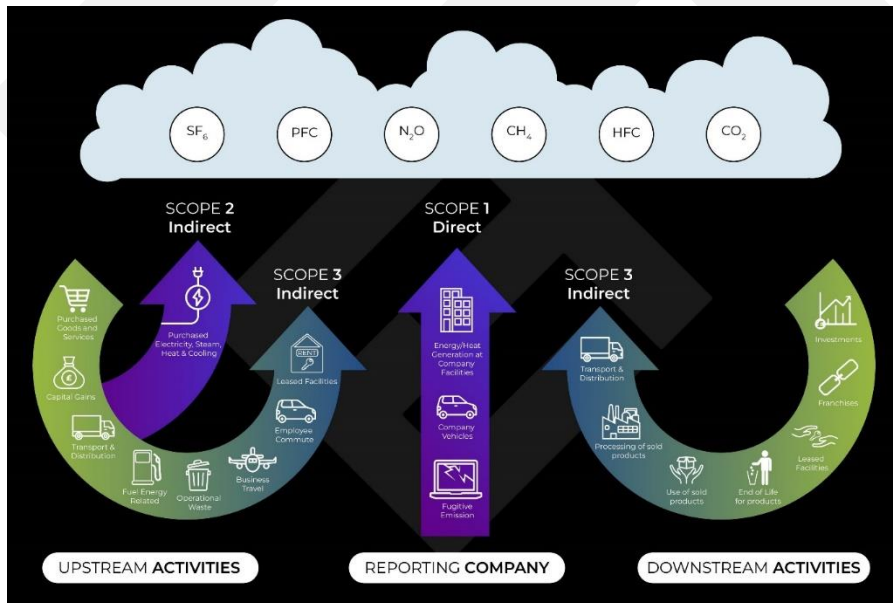 SF₆
PFC
N₂O
CH₄
HFC
CO₂
SCOPE 2
Indirect
SCOPE 3
Indirect
SCOPE 1
Direct
SCOPE 3
Indirect
Purchased
Goods and
Services
Capital Gains
Transport &
Distribution
Fuel Energy
Related
Operational
Waste
Business
Travel
Employee
Commute
RENT
Leased Facilities
Purchased
Electricity, Steam,
Heat & Cooling
Energy/Heat
Generation at
Company
Facilities
Company
Vehicles
Fugitive
Emission
Transport &
Distribution
Processing of sold
products
Use of sold
products
End of Life
for products
Leased
Facilities
Franchises
£
Investments
£
UPSTREAM ACTIVITIES
REPORTING COMPANY
DOWNSTREAM ACTIVITIES